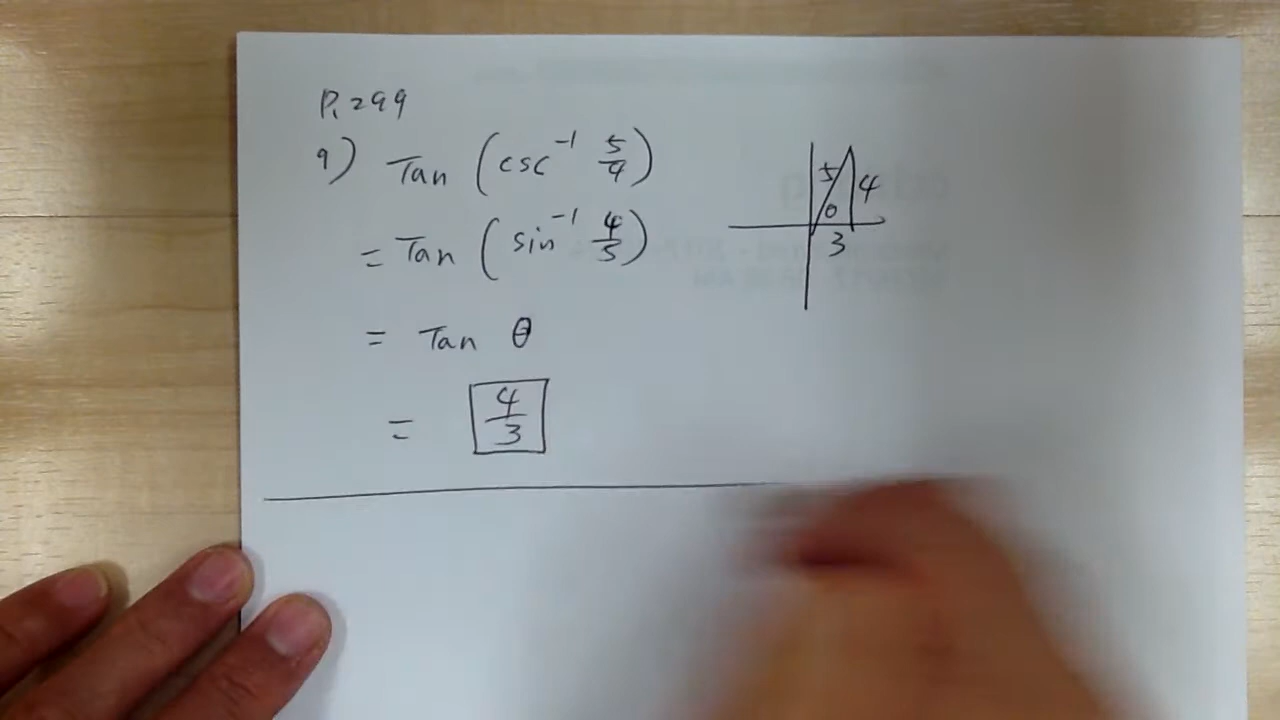 P. 299
9) Tan (csc⁻¹ 5/4)
= Tan (sin⁻¹ 4/5)
= Tan θ
= 4/3
5 4
θ
3